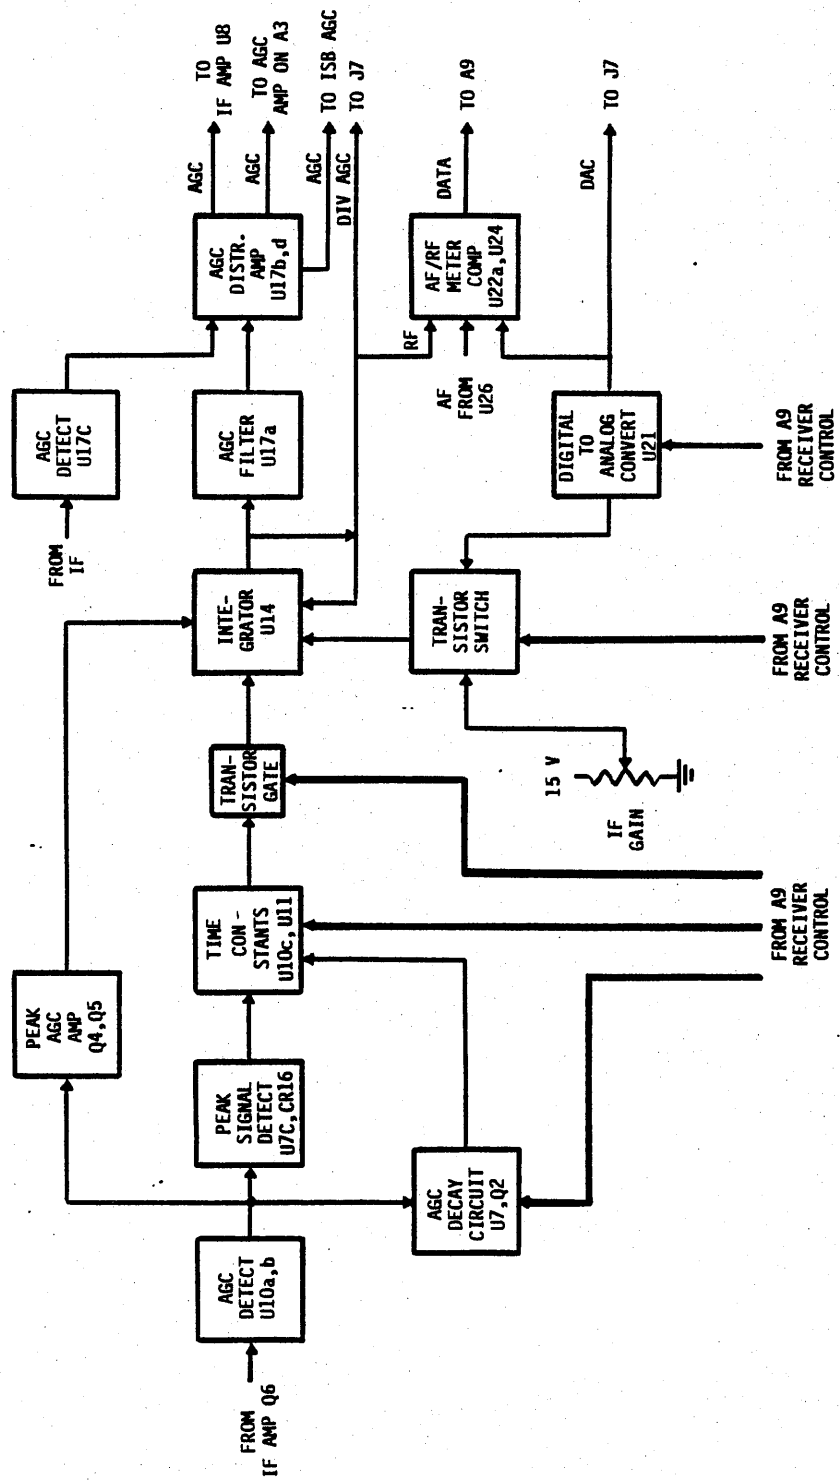 FROM
IF AMP Q6
AGC
DETECT
U10a,b
PEAK
AGC
AMP
Q4,Q5
PEAK
SIGNAL
DETECT
U7C,CR16
AGC
DECAY
CIRCUIT
U7,Q2
TIME
CON-
STANTS
U10c,U11
TRAN-
SISTOR
GATE
FROM A9
RECEIVER
CONTROL
15 V
IF
GAIN
INTE-
GRATOR
U14
TRAN-
SISTOR
SWITCH
FROM A9
RECEIVER
CONTROL
FROM
IF
AGC
DETECT
U17C
AGC
FILTER
U17a
AF
FROM
U26
RF
DIGITAL
TO
ANALOG
CONVERT
U21
FROM A9
RECEIVER
CONTROL
AGC
DISTR.
AMP
U17b,d
AF/RF
METER
COMP
U22a,U24
AGC
TO
IF AMP U8
AGC
TO AGC
AMP ON A3
AGC
TO ISB AGC
DIV AGC
TO J7
DATA
TO A9
DAC
TO J7